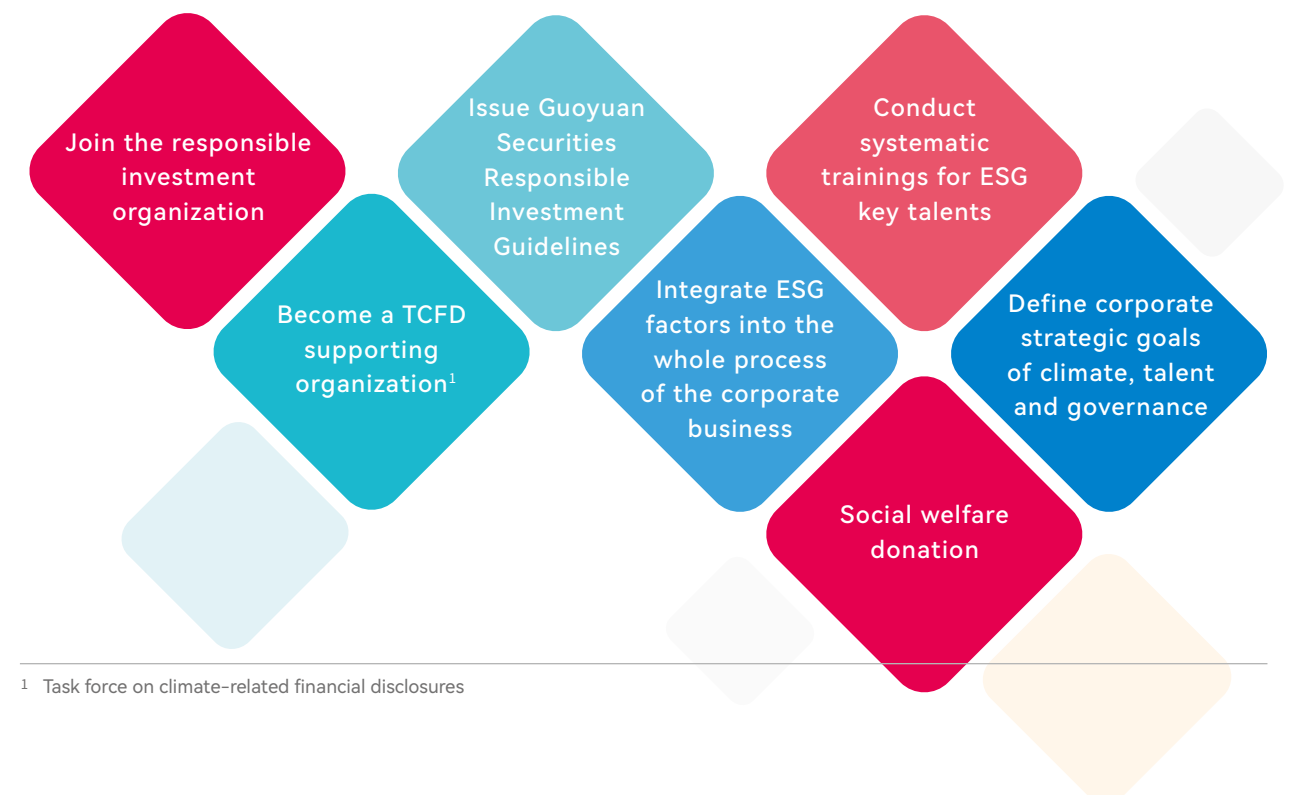 Join the responsible
investment
organization
Become a TCFD
supporting
organization¹
Issue Guoyuan
Securities
Responsible
Investment
Guidelines
Integrate ESG
factors into the
whole process
of the corporate
business
Conduct
systematic
trainings for ESG
key talents
Define corporate
strategic goals
of climate, talent
and governance
Social welfare
donation
¹ Task force on climate-related financial disclosures